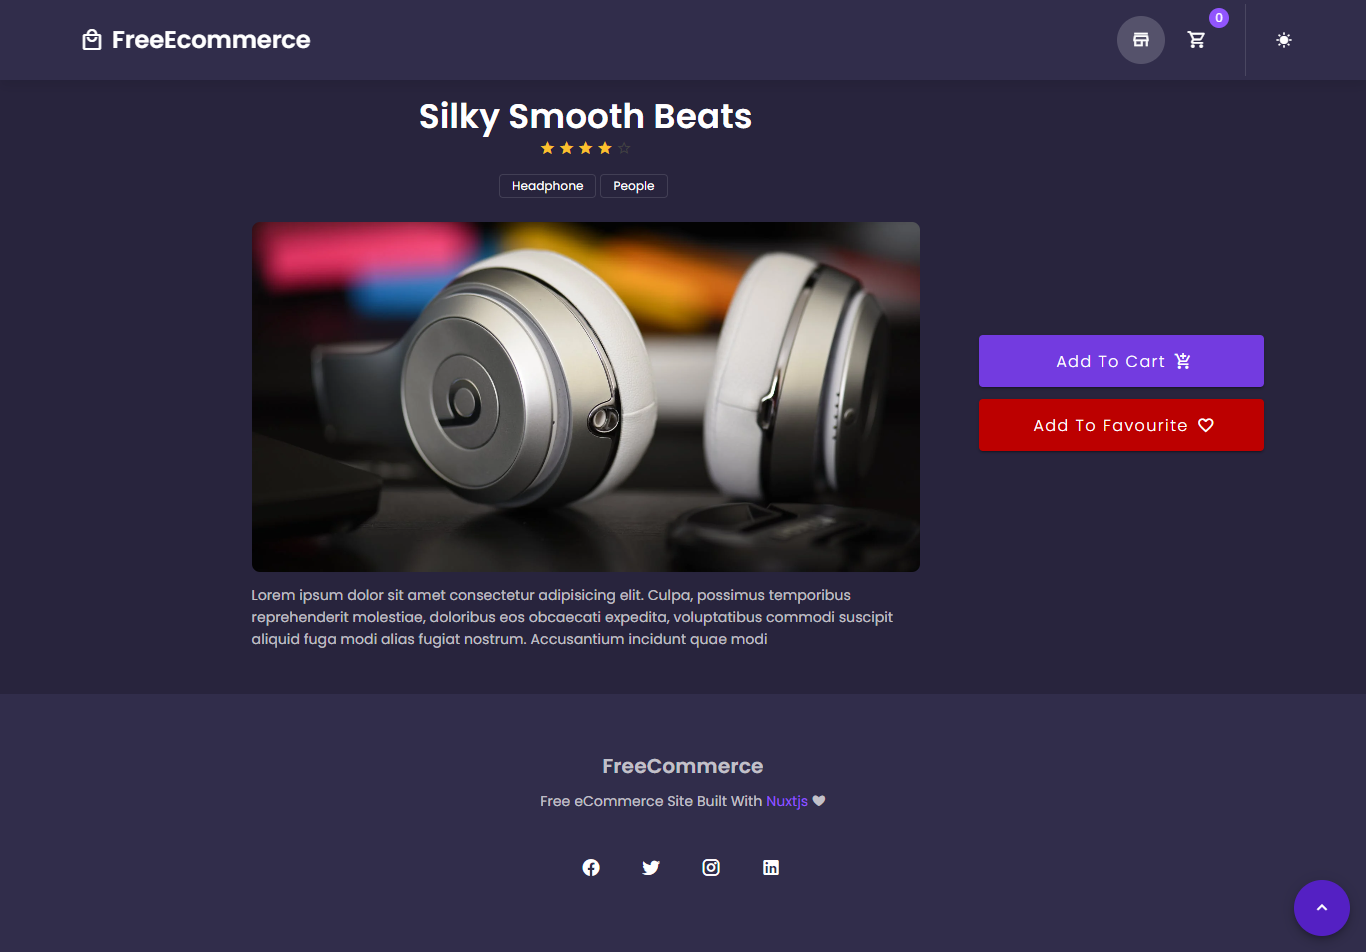 FreeEcommerce
0
Silky Smooth Beats
Headphone People
Add To Cart
Add To Favourite
Lorem ipsum dolor sit amet consectetur adipisicing elit. Culpa, possimus temporibus
reprehenderit molestiae, doloribus eos obcaecati expedita, voluptatibus commodi suscipit
aliquid fuga modi alias fugiat nostrum. Accusantium incidunt quae modi
FreeCommerce
Free eCommerce Site Built With Nuxtjs